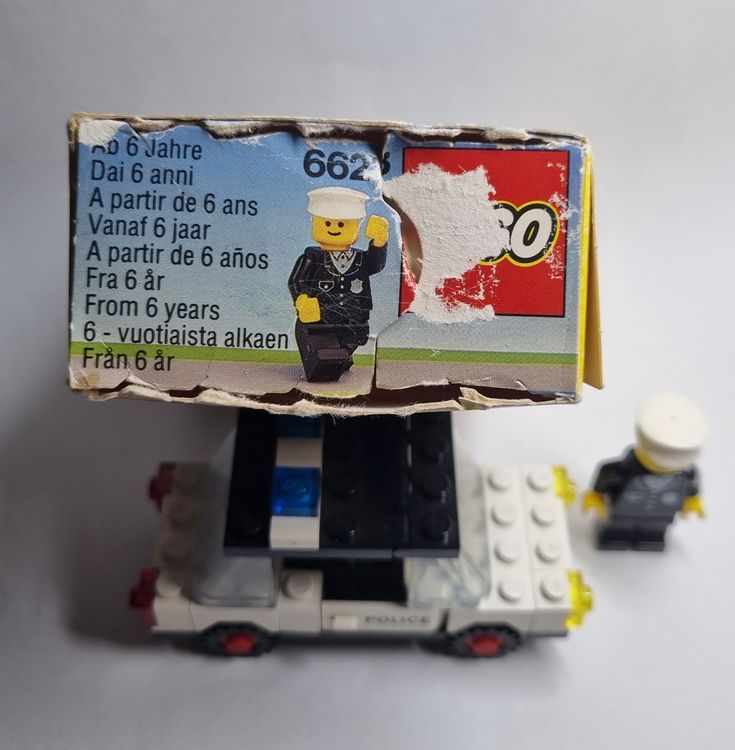 Ab 6 Jahre
Dai 6 anni
A partir de 6 ans
Vanaf 6 jaar
A partir de 6 años
Fra 6 år
From 6 years
6 - vuotiaista alkaen
Från 6 år
6623
POLICE